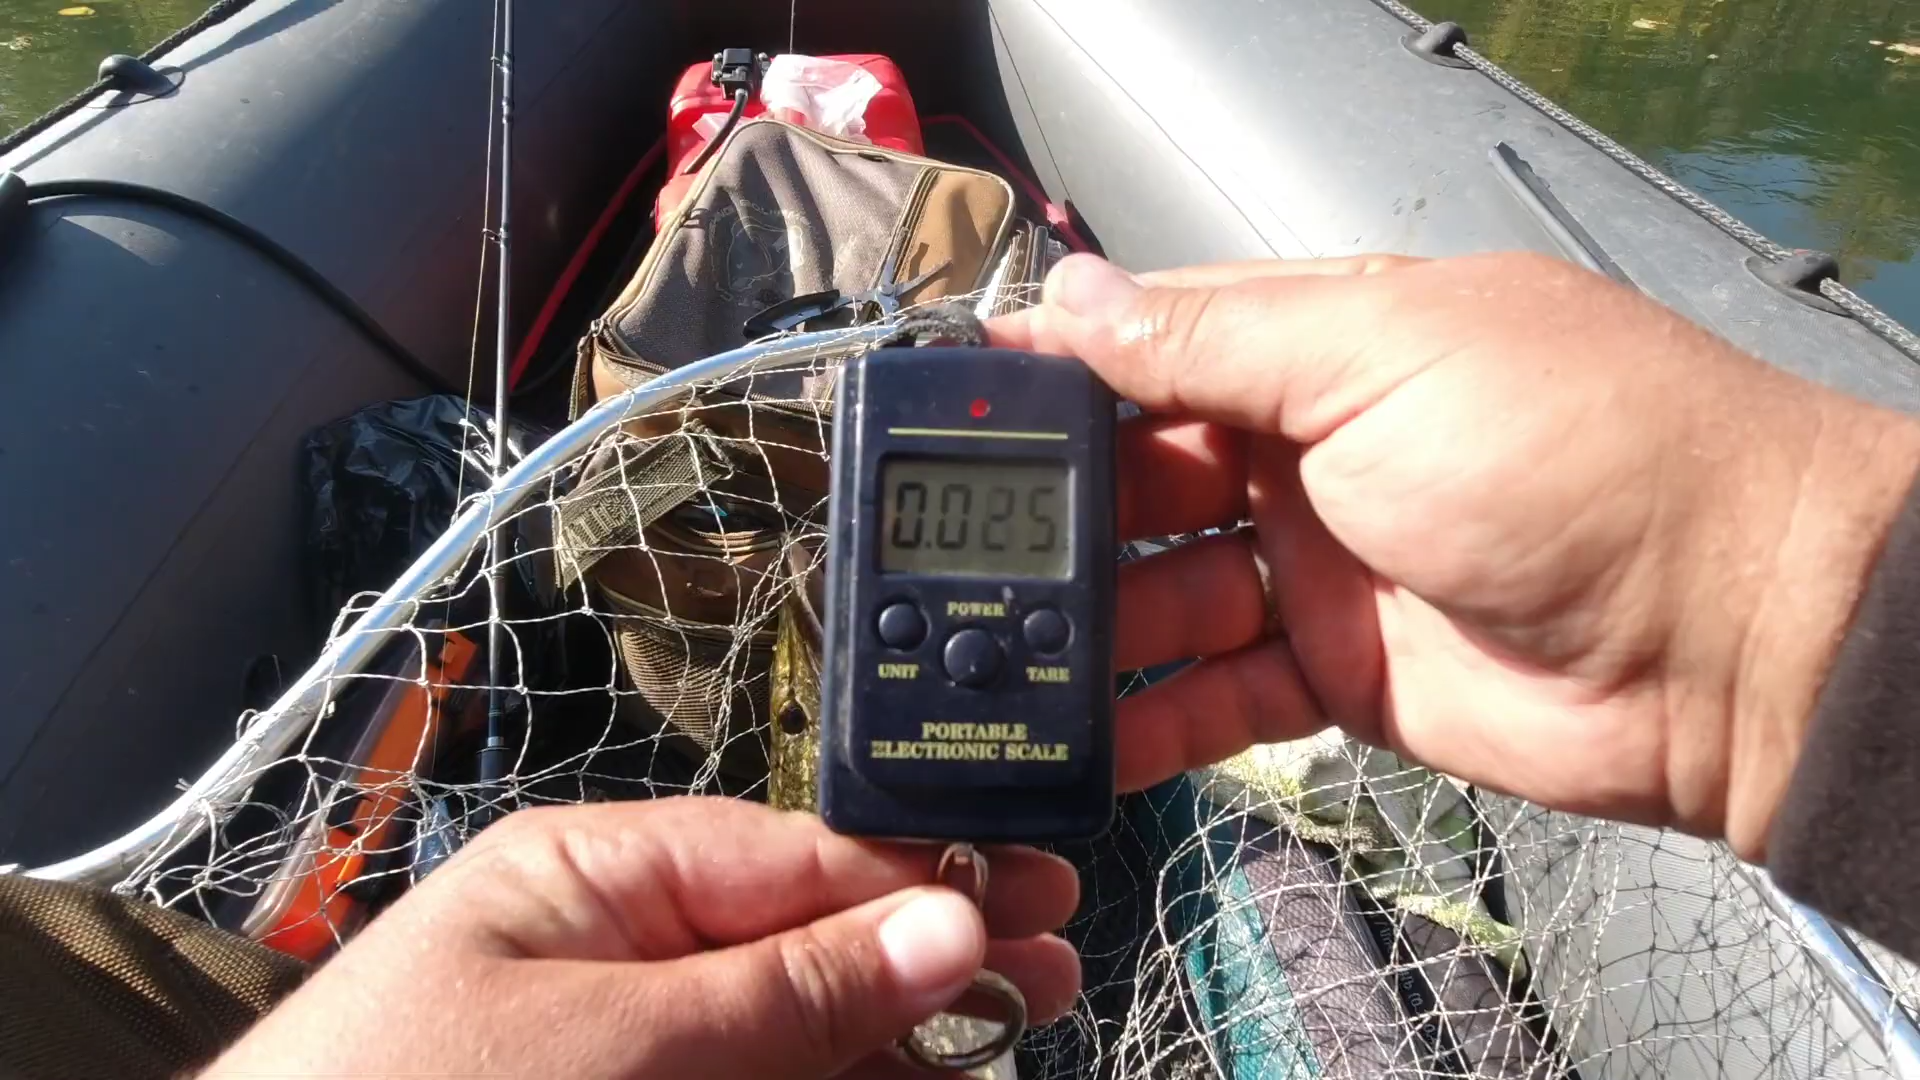 0.025
POWER
UNIT
TARE
PORTABLE
ELECTRONIC SCALE